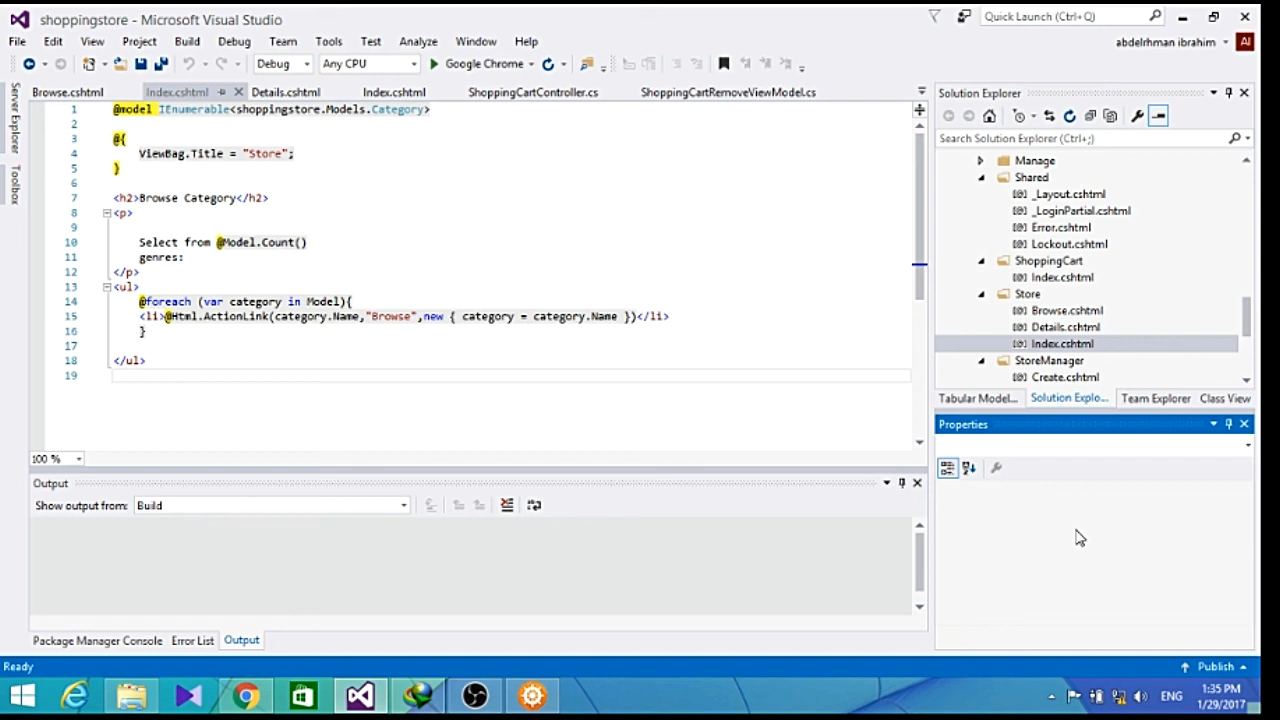 shoppingstore - Microsoft Visual Studio
Quick Launch (Ctrl+Q)
File Edit View Project Build Debug Team Tools Test Analyze Window Help
abdelrhman ibrahim AI
Debug Any CPU Google Chrome
Server Explorer
Toolbox
Browse.cshtml Index.cshtml Details.cshtml Index.cshtml ShoppingCartController.cs ShoppingCartRemoveViewModel.cs
1 @model IEnumerable<shoppingstore.Models.Category>
2
3 @{
4 ViewBag.Title = "Store";
5 }
6
7 <h2>Browse Category</h2>
8 <p>
9
10 Select from @Model.Count()
11 genres:
12 </p>
13 <ul>
14 @foreach (var category in Model){
15 <li>@Html.ActionLink(category.Name,"Browse",new { category = category.Name })</li>
16 }
17
18 </ul>
19
100 %
Output
Show output from: Build
Package Manager Console Error List Output
Solution Explorer
Search Solution Explorer (Ctrl+;)
Manage
Shared
_Layout.cshtml
_LoginPartial.cshtml
Error.cshtml
Lockout.cshtml
ShoppingCart
Index.cshtml
Store
Browse.cshtml
Details.cshtml
Index.cshtml
StoreManager
Create.cshtml
Tabular Model... Solution Explo... Team Explorer Class View
Properties
Ready
Publish
ENG
1:35 PM
1/29/2017